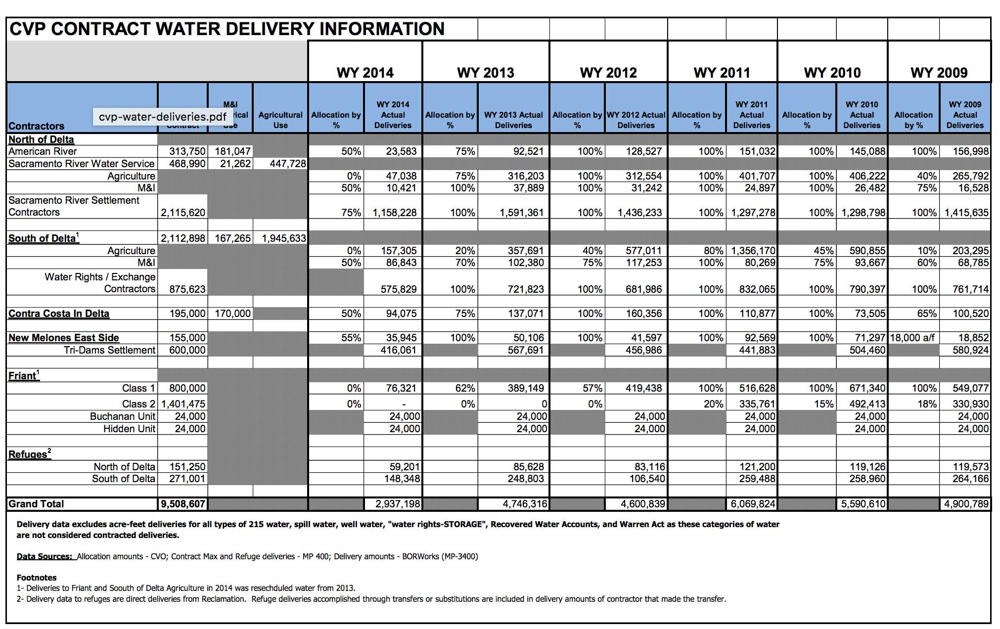 CVP CONTRACT WATER DELIVERY INFORMATION
WY 2014 WY 2013 WY 2012 WY 2011 WY 2010 WY 2009
Contractors M&I Use Agricultural Use Allocation by % WY 2014 Actual Deliveries Allocation by % WY 2013 Actual Deliveries Allocation by % WY 2012 Actual Deliveries Allocation by % WY 2011 Actual Deliveries Allocation by % WY 2010 Actual Deliveries Allocation by % WY 2009 Actual Deliveries
cvp-water-deliveries.pdf
North of Delta
American River 313,750 181,047 50% 23,583 75% 92,521 100% 128,527 100% 151,032 100% 145,088 100% 156,998
Sacramento River Water Service 468,990 21,262 447,728
Agriculture 0% 47,038 75% 316,203 100% 312,554 100% 401,707 100% 406,222 40% 265,792
M&I 50% 10,421 100% 37,889 100% 31,242 100% 24,897 100% 26,482 75% 16,528
Sacramento River Settlement
Contractors 2,115,620 75% 1,158,228 100% 1,591,361 100% 1,436,233 100% 1,297,278 100% 1,298,798 100% 1,415,635
South of Delta1 2,112,898 167,265 1,945,633
Agriculture 0% 157,305 20% 357,691 40% 577,011 80% 1,356,170 45% 590,855 10% 203,295
M&I 50% 86,843 70% 102,380 75% 117,253 100% 80,269 75% 93,667 60% 68,785
Water Rights / Exchange
Contractors 875,623 575,829 100% 721,823 100% 681,986 100% 832,065 100% 790,397 100% 761,714
Contra Costa In Delta 195,000 170,000 50% 94,075 75% 137,071 100% 160,356 100% 110,877 100% 73,505 65% 100,520
New Melones East Side 155,000 55% 35,945 100% 50,106 100% 41,597 100% 92,569 100% 71,297 18,000 a/f 18,852
Tri-Dams Settlement 600,000 416,061 567,691 456,986 441,883 504,460 580,924
Friant1
Class 1 800,000 0% 76,321 62% 389,149 57% 419,438 100% 516,628 100% 671,340 100% 549,077
Class 2 1,401,475 0% - 0% 0 0% 20% 335,761 15% 492,413 18% 330,930
Buchanan Unit 24,000 24,000 24,000 24,000 24,000 24,000 24,000
Hidden Unit 24,000 24,000 24,000 24,000 24,000 24,000 24,000
Refuges2
North of Delta 151,250 59,201 85,628 83,116 121,200 119,126 119,573
South of Delta 271,001 148,348 248,803 106,540 259,488 258,960 264,166
Grand Total 9,508,607 2,937,198 4,746,316 4,600,839 6,069,824 5,590,610 4,900,789
Delivery data excludes acre-feet deliveries for all types of 215 water, spill water, well water, "water rights-STORAGE", Recovered Water Accounts, and Warren Act as these categories of water
are not considered contracted deliveries.
Data Sources: Allocation amounts - CVO; Contract Max and Refuge deliveries - MP 400; Delivery amounts - BORWorks (MP-3400)
Footnotes
1- Deliveries to Friant and Soouth of Delta Agriculture in 2014 was resechduled water from 2013.
2- Delivery data to refuges are direct deliveries from Reclamation. Refuge deliveries accomplished through transfers or substitutions are included in delivery amounts of contractor that made the transfer.